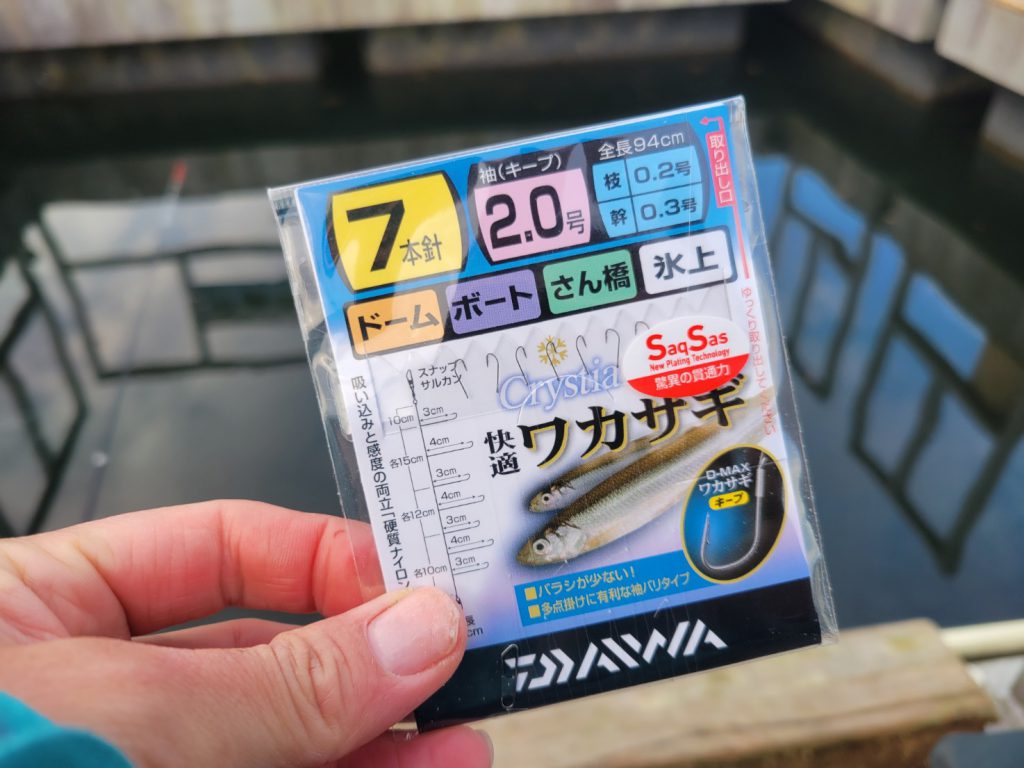 7本針
袖(キープ)
2.0号
全長94cm
枝 0.2号
幹 0.3号
取り出し口
ゆっくり取り出して
ドーム
ボート
さん橋
氷上
SaqSas
New Plating Technology
驚異の貫通力
Crystia
快適
ワカサギ
スナップ
サルカン
10cm
3cm
4cm
各15cm
3cm
4cm
各12cm
3cm
4cm
各10cm
3cm
吸い込みと感度の両立「硬質ナイロン
D-MAX
ワカサギ
キープ
■バラシが少ない!
■多点掛けに有利な袖バリタイプ
DAIWA